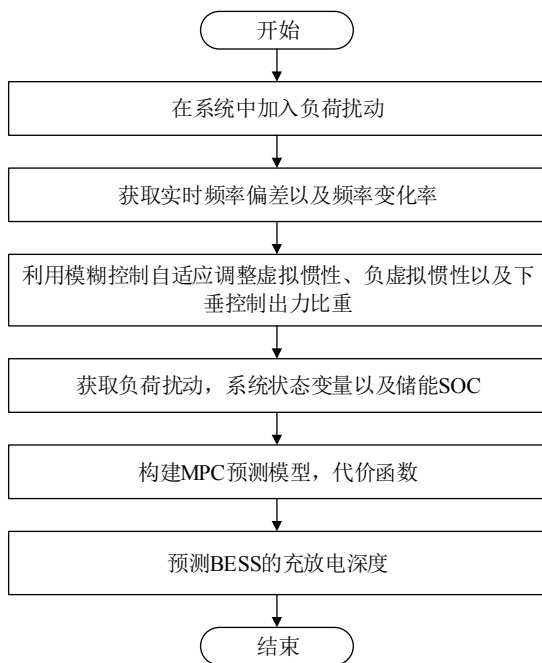 开始
在系统中加入负荷扰动
获取实时频率偏差以及频率变化率
利用模糊控制自适应调整虚拟惯性、负虚拟惯性以及下
垂控制出力比重
获取负荷扰动，系统状态变量以及储能SOC
构建MPC预测模型，代价函数
预测BESS的充放电深度
结束